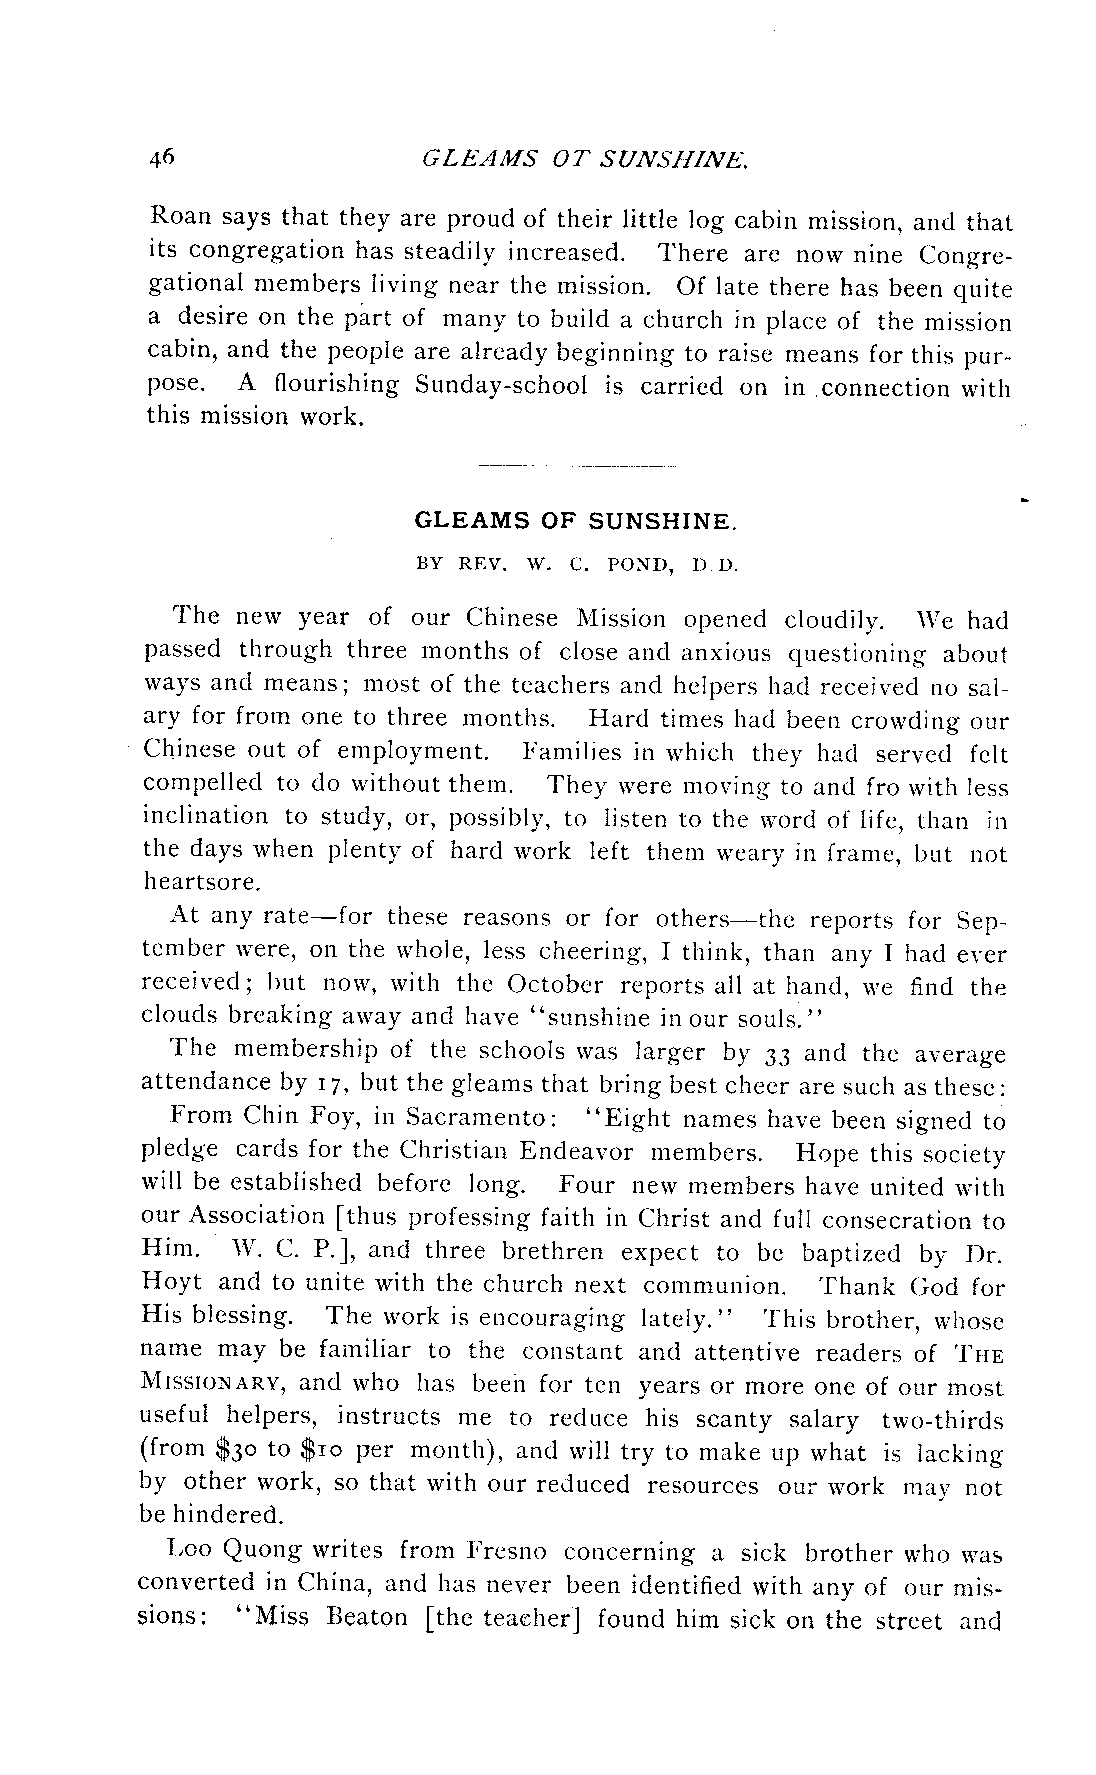 46 GLEAMS OT SUNSHINE.
Roan says that they are proud of their little log cabin mission, and that
its congregation has steadily increased. There are now nine Congre-
gational members living near the mission. Of late there has been quite
a desire on the part of many to build a church in place of the mission
cabin, and the people are already beginning to raise means for this pur-
pose. A flourishing Sunday-school is carried on in connection with
this mission work.
GLEAMS OF SUNSHINE.
BY REV. W. C. POND, D.D.
The new year of our Chinese Mission opened cloudily. We had
passed through three months of close and anxious questioning about
ways and means; most of the teachers and helpers had received no sal-
ary for from one to three months. Hard times had been crowding our
Chinese out of employment. Families in which they had served felt
compelled to do without them. They were moving to and fro with less
inclination to study, or, possibly, to listen to the word of life, than in
the days when plenty of hard work left them weary in frame, but not
heartsore.
At any rate—for these reasons or for others—the reports for Sep-
tember were, on the whole, less cheering, I think, than any I had ever
received; but now, with the October reports all at hand, we find the
clouds breaking away and have "sunshine in our souls."
The membership of the schools was larger by 33 and the average
attendance by 17, but the gleams that bring best cheer are such as these:
From Chin Foy, in Sacramento: "Eight names have been signed to
pledge cards for the Christian Endeavor members. Hope this society
will be established before long. Four new members have united with
our Association [thus professing faith in Christ and full consecration to
Him. W. C. P.], and three brethren expect to be baptized by Dr.
Hoyt and to unite with the church next communion. Thank God for
His blessing. The work is encouraging lately." This brother, whose
name may be familiar to the constant and attentive readers of THE
MISSIONARY, and who has been for ten years or more one of our most
useful helpers, instructs me to reduce his scanty salary two-thirds
(from $30 to $10 per month), and will try to make up what is lacking
by other work, so that with our reduced resources our work may not
be hindered.
Loo Quong writes from Fresno concerning a sick brother who was
converted in China, and has never been identified with any of our mis-
sions: "Miss Beaton [the teacher] found him sick on the street and